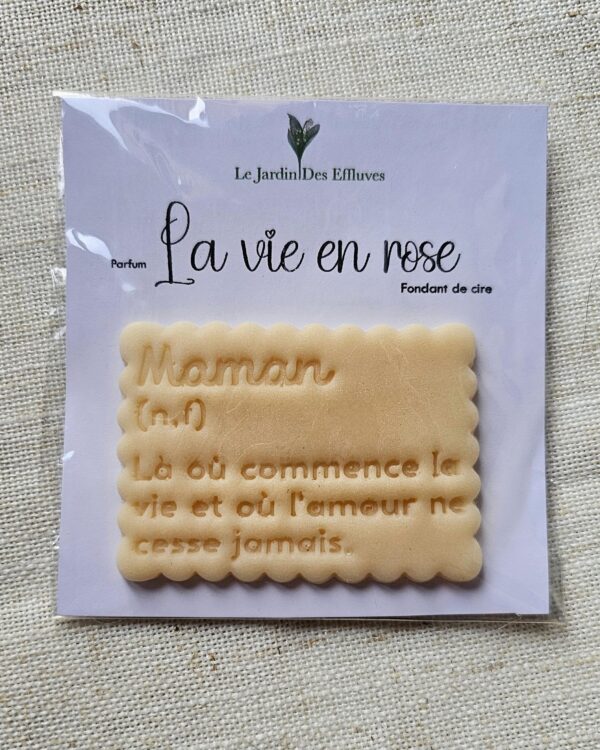 Le Jardin Des Effluves
Parfum La vie en rose
Fondant de cire
Maman
(n.f)
Là où commence la
vie et où l'amour ne
cesse jamais.